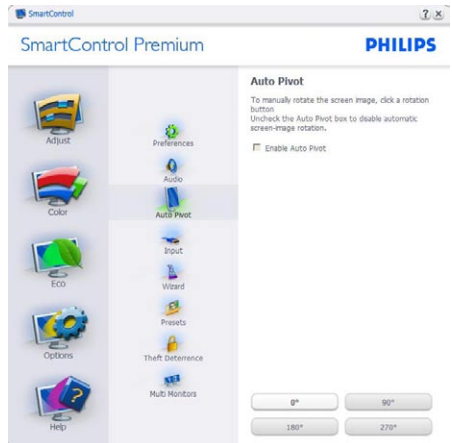 SmartControl
SmartControl Premium
PHILIPS
Adjust
Color
Eco
Options
Help
Preferences
Audio
Auto Pivot
Input
Wizard
Presets
Theft Deterrence
Multi Monitors
Auto Pivot
To manually rotate the screen image, click a rotation
button
Uncheck the Auto Pivot box to disable automatic
screen-image rotation.
Enable Auto Pivot
0°
90°
180°
270°